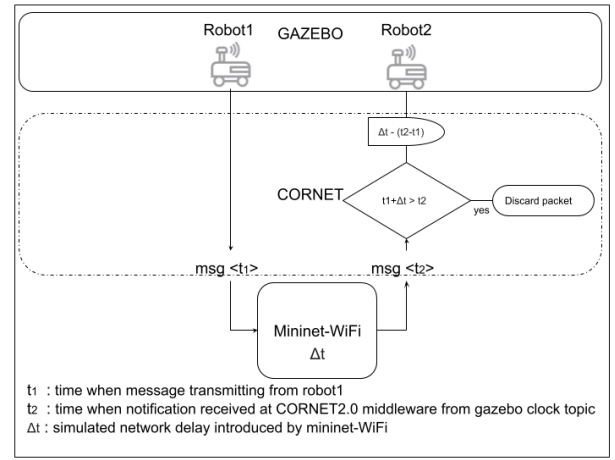 Robot1 GAZEBO Robot2
Δt - (t2-t1)
CORNET
t1+Δt > t2
yes
Discard packet
msg <t1> msg <t2>
Mininet-WiFi
Δt
t1 : time when message transmitting from robot1
t2 : time when notification received at CORNET2.0 middleware from gazebo clock topic
Δt : simulated network delay introduced by mininet-WiFi